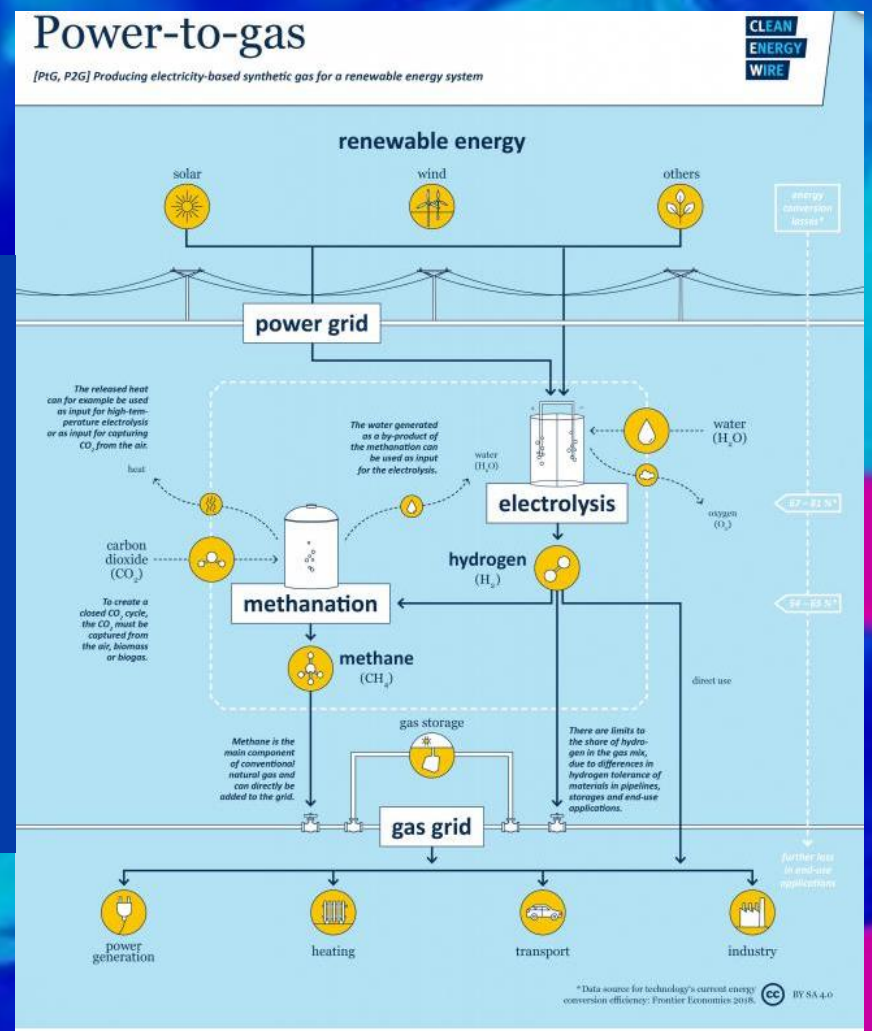 Power-to-gas
CLEAN
ENERGY
WIRE
[PtG, P2G] Producing electricity-based synthetic gas for a renewable energy system
renewable energy
solar
wind
others
energy
conversion
losses*
power grid
The released heat
can for example be used
as input for high-tem-
perature electrolysis
or as input for capturing
CO₂ from the air.
heat
The water generated
as a by-product of
the methanation can
be used as input
for the electrolysis.
water
(H₂O)
+ −
water
(H₂O)
electrolysis
67 – 81 %*
oxygen
(O₂)
carbon
dioxide
(CO₂)
hydrogen
(H₂)
methanation
To create a
closed CO₂ cycle,
the CO₂ must be
captured from
the air, biomass
or biogas.
methane
(CH₄)
direct use
gas storage
Methane is the
main component
of conventional
natural gas and
can directly be
added to the grid.
There are limits to
the share of hydro-
gen in the gas mix,
due to differences in
hydrogen tolerance of
materials in pipelines,
storages and end-use
applications.
gas grid
further loss
in end-use
applications
power
generation
heating
transport
industry
*Data source for technology's current energy
conversion efficiency: Frontier Economics 2018.
cc BY SA 4.0